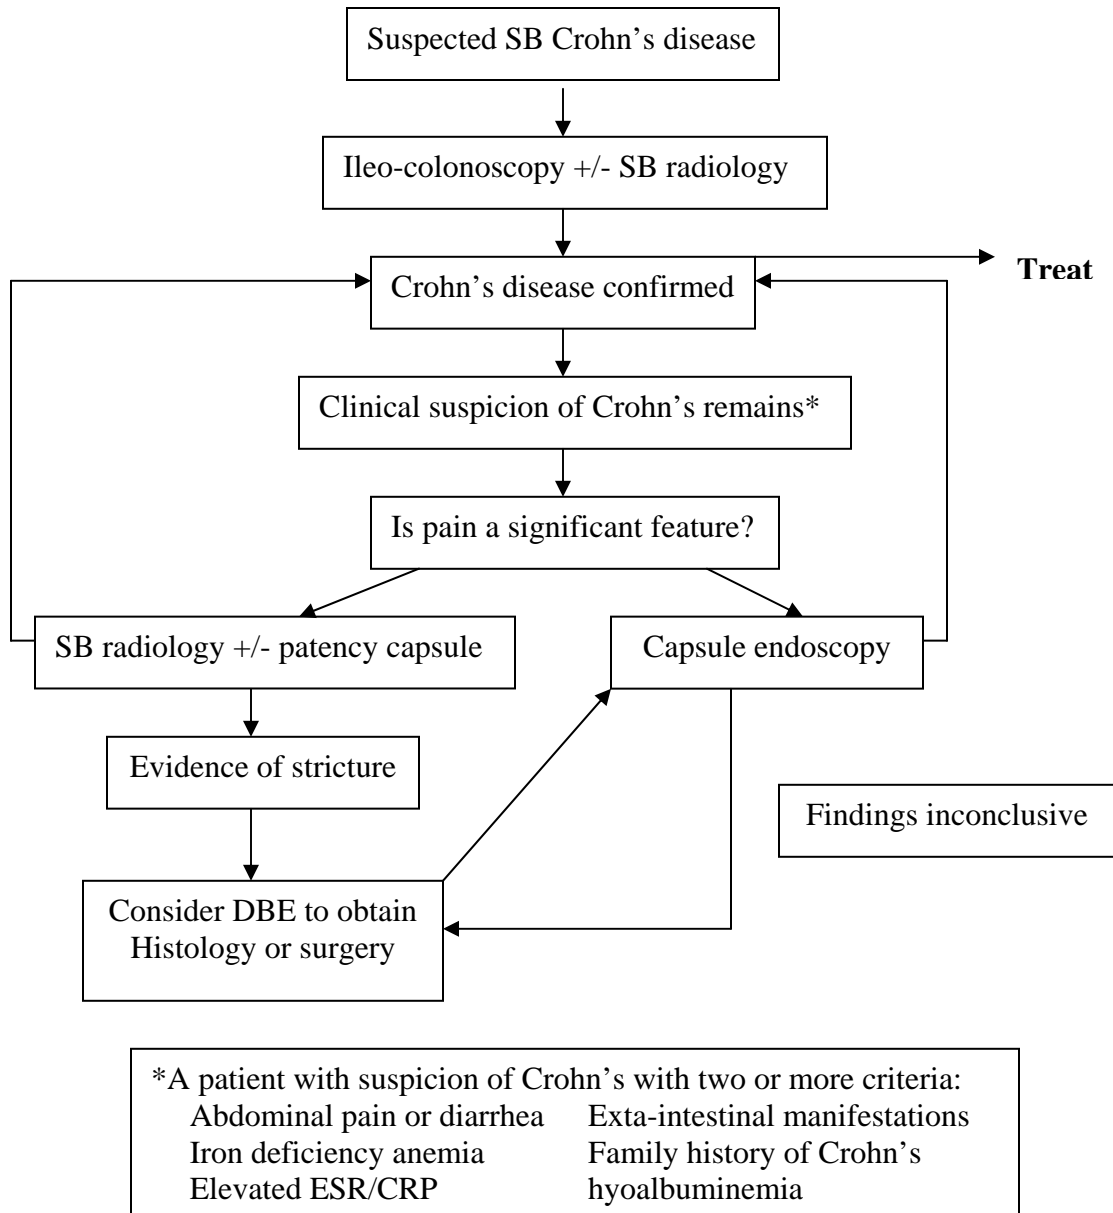 Suspected SB Crohn’s disease
Ileo-colonoscopy +/- SB radiology
Crohn’s disease confirmed
Treat
Clinical suspicion of Crohn’s remains*
Is pain a significant feature?
SB radiology +/- patency capsule
Capsule endoscopy
Evidence of stricture
Findings inconclusive
Consider DBE to obtain
Histology or surgery
*A patient with suspicion of Crohn’s with two or more criteria:
Abdominal pain or diarrhea Exta-intestinal manifestations
Iron deficiency anemia Family history of Crohn’s
Elevated ESR/CRP hyoalbuminemia